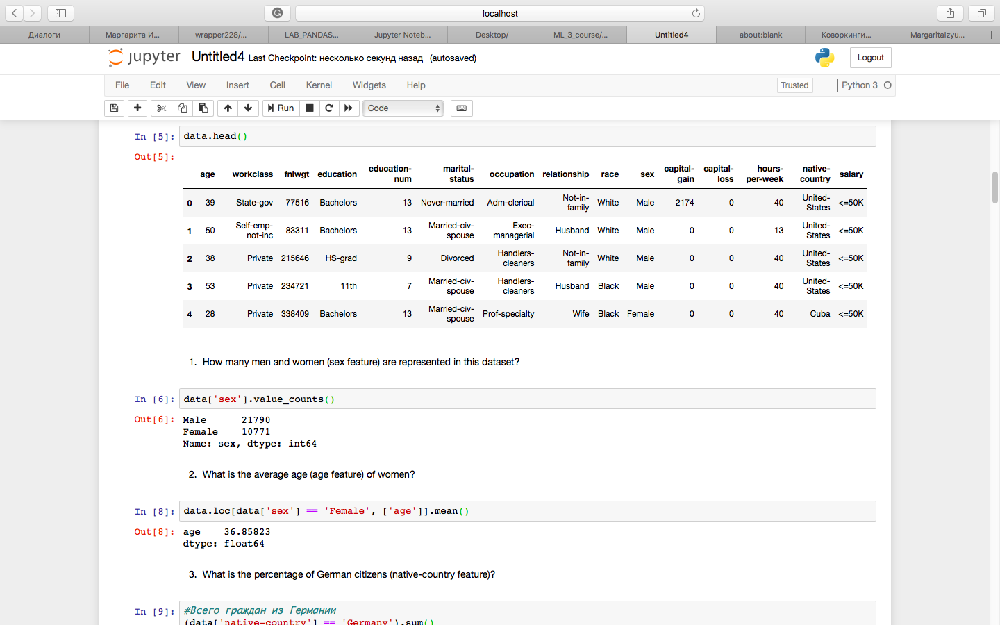 localhost
Диалоги
Маргарита И...
wrapper228/...
LAB_PANDAS...
Jupyter Noteb...
Desktop/
ML_3_course/...
Untitled4
about:blank
Коворкинги...
MargaritaIzyu...
jupyter Untitled4 Last Checkpoint: несколько секунд назад (autosaved)
Logout
File Edit View Insert Cell Kernel Widgets Help
Trusted
Python 3
Run
Code
In [5]: data.head()
Out[5]:
age workclass fnlwgt education education-num marital-status occupation relationship race sex capital-gain capital-loss hours-per-week native-country salary
0 39 State-gov 77516 Bachelors 13 Never-married Adm-clerical Not-in-family White Male 2174 0 40 United-States <=50K
1 50 Self-emp-not-inc 83311 Bachelors 13 Married-civ-spouse Exec-managerial Husband White Male 0 0 13 United-States <=50K
2 38 Private 215646 HS-grad 9 Divorced Handlers-cleaners Not-in-family White Male 0 0 40 United-States <=50K
3 53 Private 234721 11th 7 Married-civ-spouse Handlers-cleaners Husband Black Male 0 0 40 United-States <=50K
4 28 Private 338409 Bachelors 13 Married-civ-spouse Prof-specialty Wife Black Female 0 0 40 Cuba <=50K
1. How many men and women (sex feature) are represented in this dataset?
In [6]: data['sex'].value_counts()
Out[6]: Male 21790
Female 10771
Name: sex, dtype: int64
2. What is the average age (age feature) of women?
In [8]: data.loc[data['sex'] == 'Female', ['age']].mean()
Out[8]: age 36.85823
dtype: float64
3. What is the percentage of German citizens (native-country feature)?
In [9]: #Всего граждан из Германии
(data['native-country'] == 'Germany').sum()